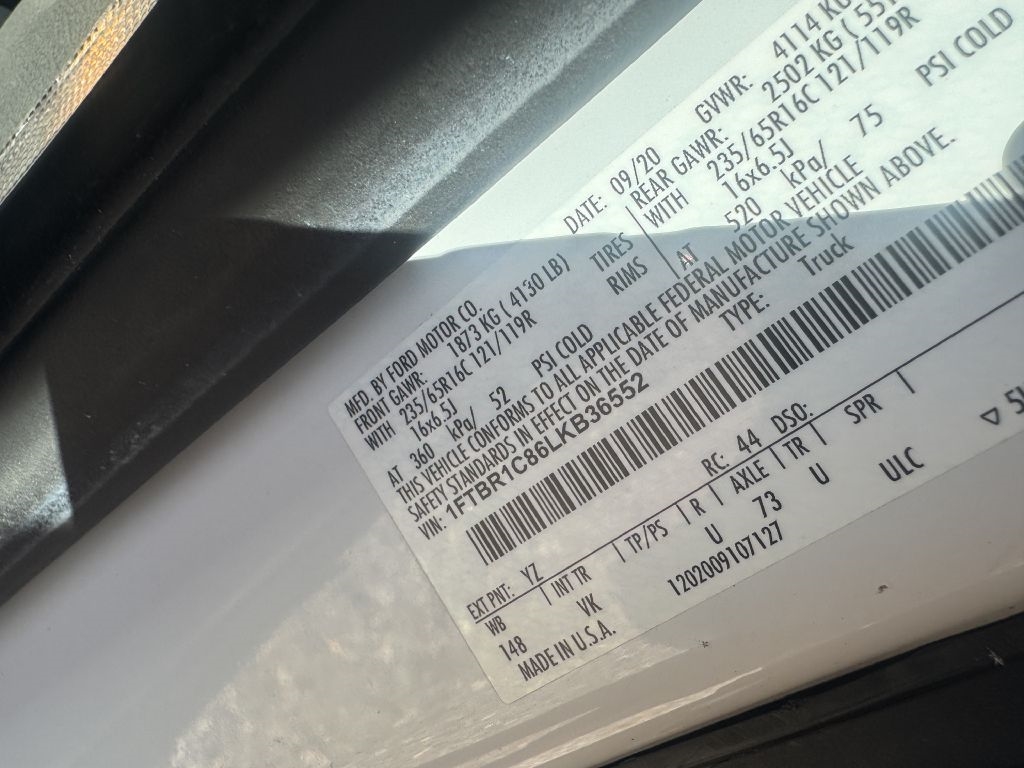 MFD. BY FORD MOTOR CO.
DATE: 09/20 GVWR: 4114 KG
FRONT GAWR: 1873 KG ( 4130 LB) REAR GAWR: 2502 KG ( 551
WITH 235/65R16C 121/119R TIRES WITH 235/65R16C 121/119R
16x6.5J RIMS 16x6.5J
AT 360 kPa/ 52 PSI COLD AT 520 kPa/ 75 PSI COLD
THIS VEHICLE CONFORMS TO ALL APPLICABLE FEDERAL MOTOR VEHICLE
SAFETY STANDARDS IN EFFECT ON THE DATE OF MANUFACTURE SHOWN ABOVE.
VIN: 1FTBR1C86LKB36552 TYPE: Truck
EXT PNT: YZ RC: 44 DSO:
WB INT TR TP/PS R AXLE TR SPR
148 VK U 73 U ULC
MADE IN U.S.A. 1202009107127